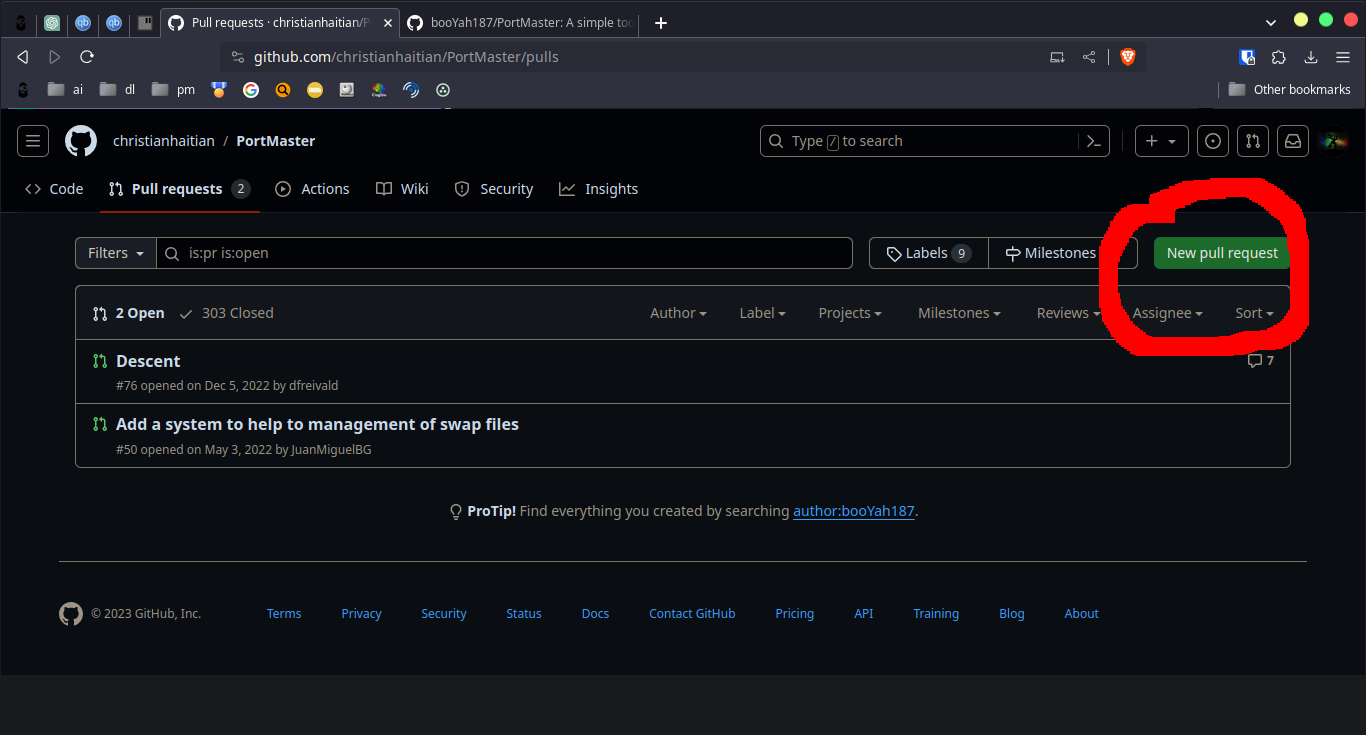 Pull requests · christianhaitian/P
booYah187/PortMaster: A simple too
github.com/christianhaitian/PortMaster/pulls
ai dl pm Other bookmarks
christianhaitian / PortMaster
Type / to search
Code Pull requests 2 Actions Wiki Security Insights
Filters is:pr is:open Labels 9 Milestones New pull request
2 Open 303 Closed Author Label Projects Milestones Reviews Assignee Sort
Descent 7
#76 opened on Dec 5, 2022 by dfreivald
Add a system to help to management of swap files
#50 opened on May 3, 2022 by JuanMiguelBG
ProTip! Find everything you created by searching author:booYah187.
© 2023 GitHub, Inc. Terms Privacy Security Status Docs Contact GitHub Pricing API Training Blog About